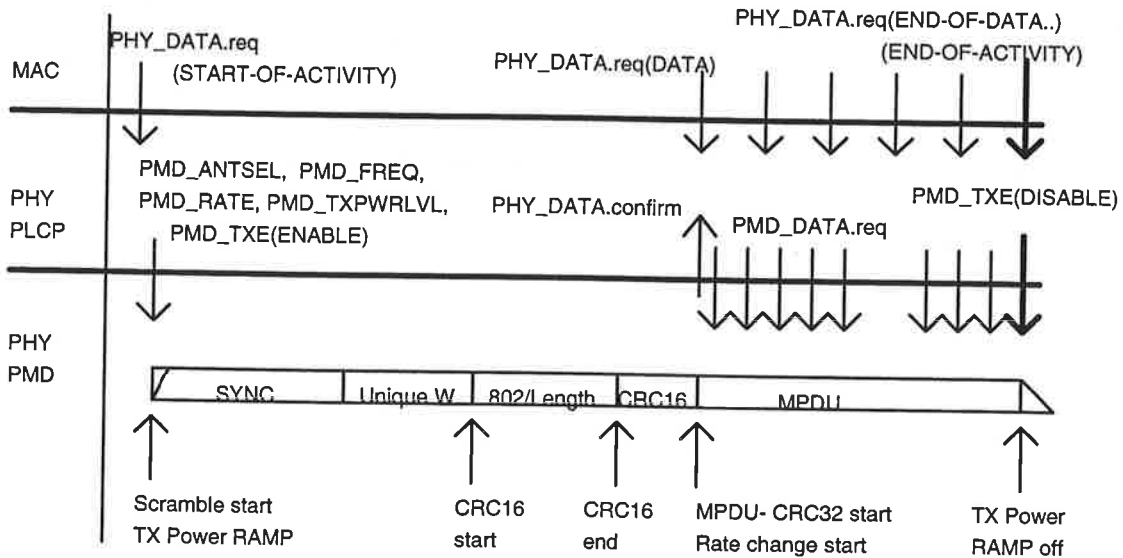 PHY_DATA.req
(START-OF-ACTIVITY)
PHY_DATA.req(DATA)
PHY_DATA.req(END-OF-DATA..)
(END-OF-ACTIVITY)
MAC
PMD_ANTSEL, PMD_FREQ,
PMD_RATE, PMD_TXPWRLVL,
PMD_TXE(ENABLE)
PHY
PLCP
PHY_DATA.confirm
PMD_DATA.req
PMD_TXE(DISABLE)
PHY
PMD
SYNC
Unique W
802/Length
CRC16
MPDU
Scramble start
TX Power RAMP
CRC16
start
CRC16
end
MPDU- CRC32 start
Rate change start
TX Power
RAMP off